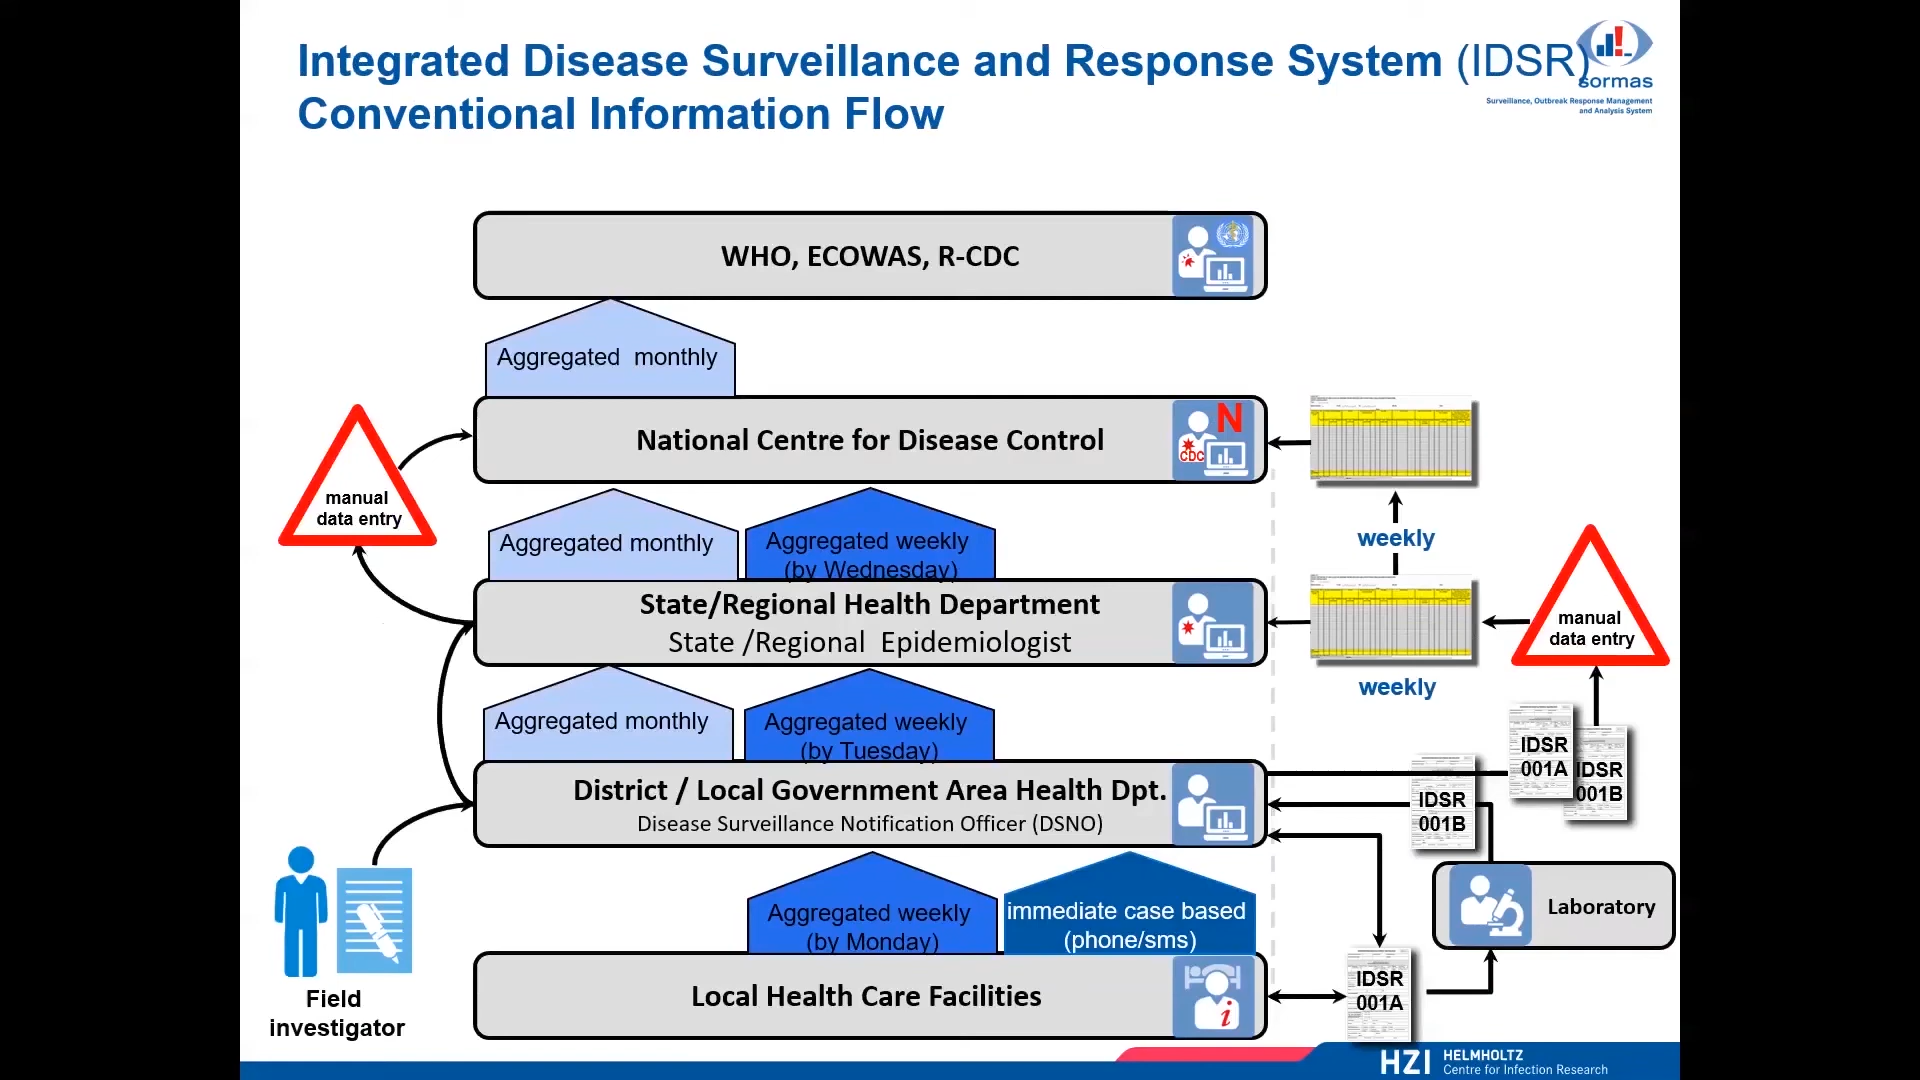 Integrated Disease Surveillance and Response System (IDSR)
Conventional Information Flow
sormas
Surveillance, Outbreak Response Management
and Analysis System
WHO, ECOWAS, R-CDC
Aggregated monthly
National Centre for Disease Control
N
CDC
manual
data entry
weekly
Aggregated monthly
Aggregated weekly
(by Wednesday)
State/Regional Health Department
State /Regional Epidemiologist
manual
data entry
weekly
Aggregated monthly
Aggregated weekly
(by Tuesday)
IDSR
001A
IDSR
001B
District / Local Government Area Health Dpt.
Disease Surveillance Notification Officer (DSNO)
IDSR
001B
Laboratory
Aggregated weekly
(by Monday)
immediate case based
(phone/sms)
Local Health Care Facilities
i
IDSR
001A
Field
investigator
HZI
HELMHOLTZ
Centre for Infection Research